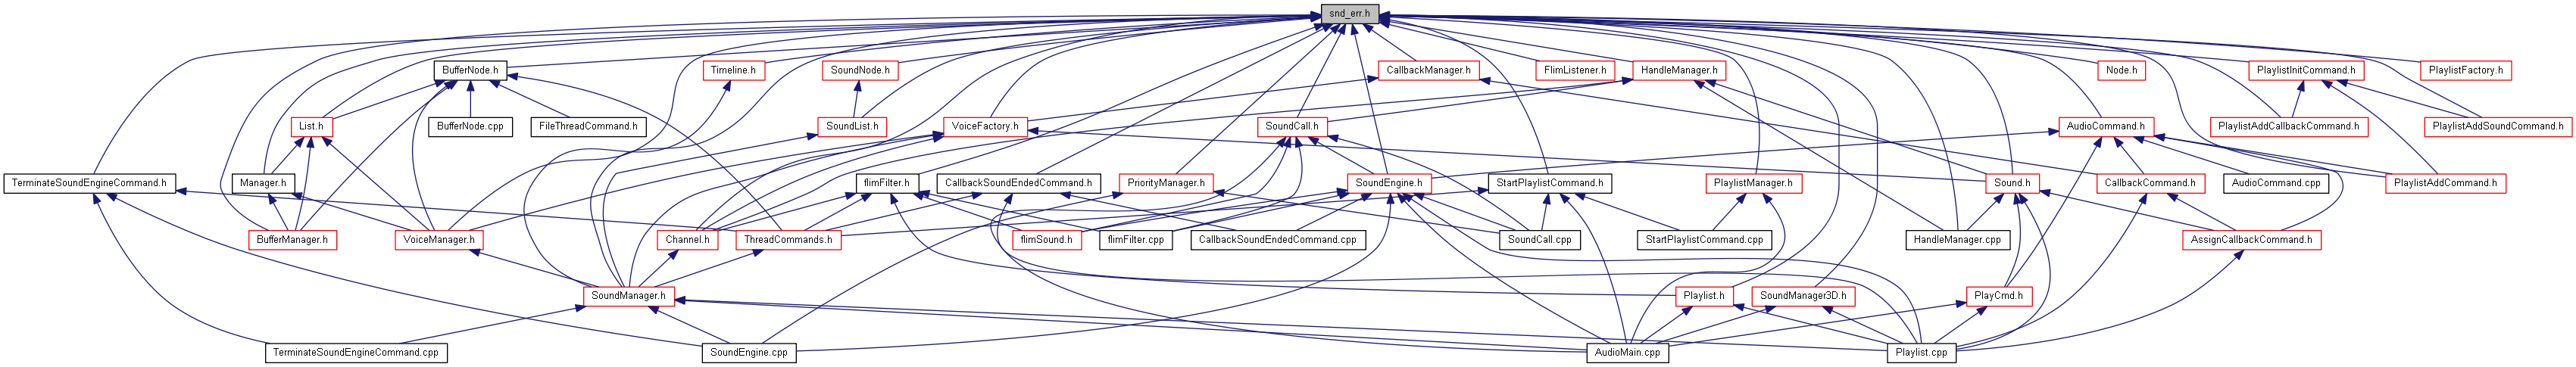 snd_err.h
BufferNode.h
Timeline.h
SoundNode.h
CallbackManager.h
FlimListener.h
HandleManager.h
Node.h
PlaylistInitCommand.h
PlaylistFactory.h
List.h
BufferNode.cpp
FileThreadCommand.h
SoundList.h
VoiceFactory.h
SoundCall.h
AudioCommand.h
PlaylistAddCallbackCommand.h
PlaylistAddSoundCommand.h
TerminateSoundEngineCommand.h
Manager.h
flimFilter.h
CallbackSoundEndedCommand.h
PriorityManager.h
SoundEngine.h
StartPlaylistCommand.h
PlaylistManager.h
Sound.h
CallbackCommand.h
AudioCommand.cpp
PlaylistAddCommand.h
BufferManager.h
VoiceManager.h
Channel.h
ThreadCommands.h
flimSound.h
flimFilter.cpp
CallbackSoundEndedCommand.cpp
SoundCall.cpp
StartPlaylistCommand.cpp
HandleManager.cpp
AssignCallbackCommand.h
SoundManager.h
Playlist.h
SoundManager3D.h
PlayCmd.h
TerminateSoundEngineCommand.cpp
SoundEngine.cpp
AudioMain.cpp
Playlist.cpp